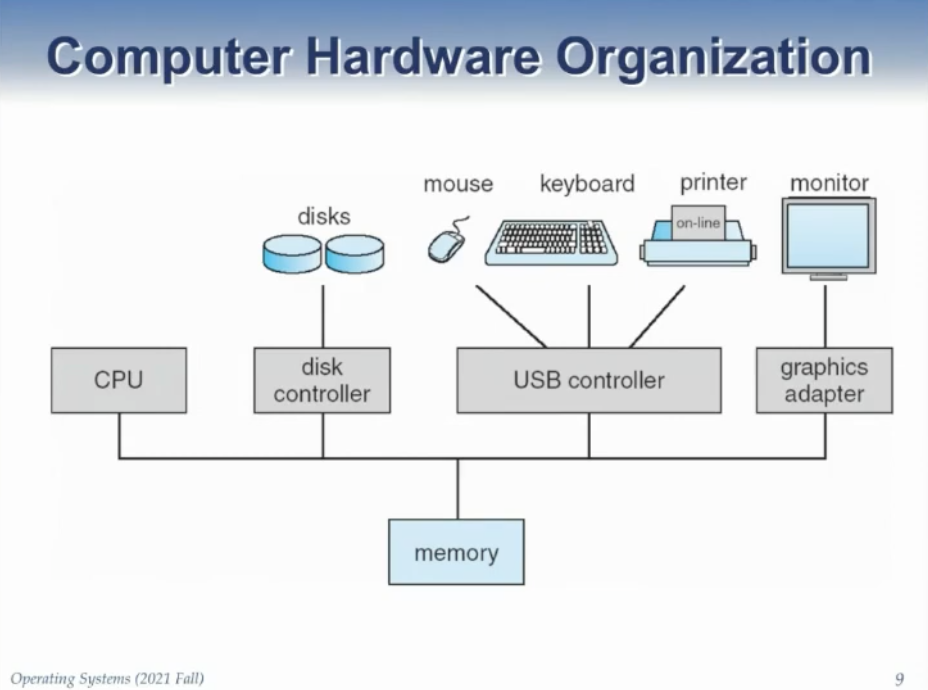 Computer Hardware Organization
mouse
keyboard
printer
monitor
disks
on-line
CPU
disk
controller
USB controller
graphics
adapter
memory
Operating Systems (2021 Fall)
9